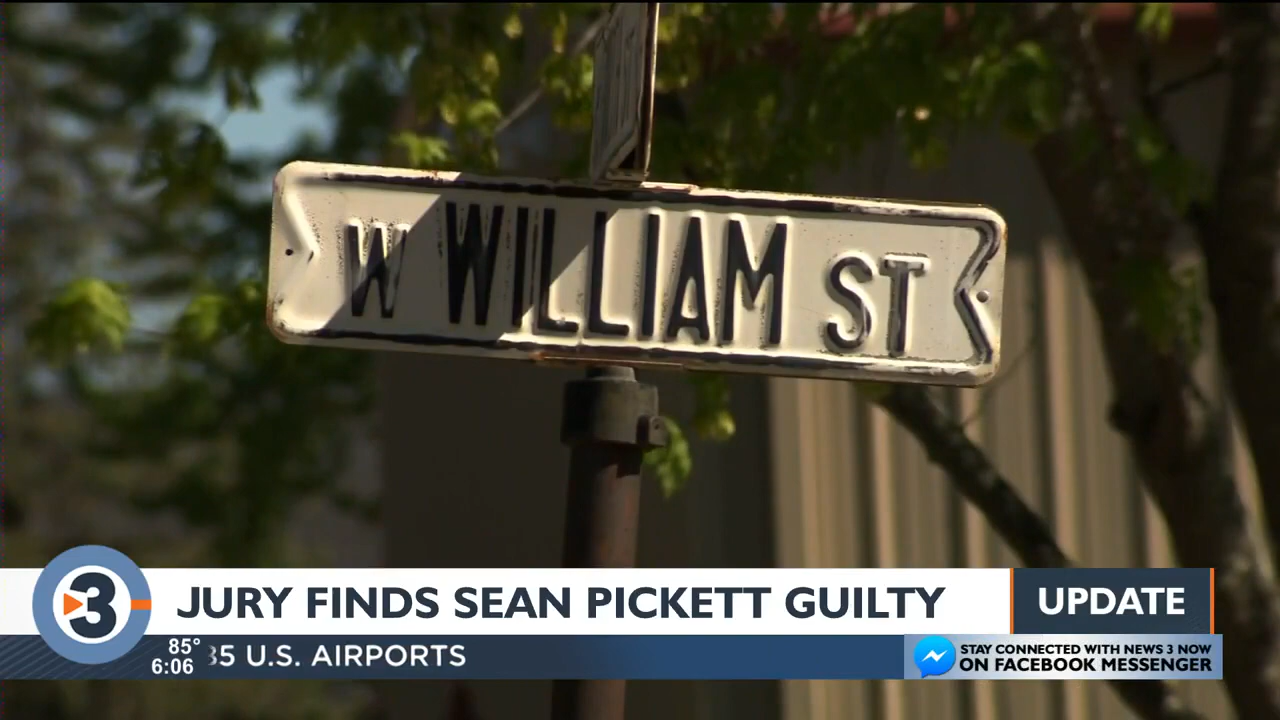 W WILLIAM ST
3
JURY FINDS SEAN PICKETT GUILTY
UPDATE
85°
6:06
U.S. AIRPORTS
STAY CONNECTED WITH NEWS 3 NOW
ON FACEBOOK MESSENGER